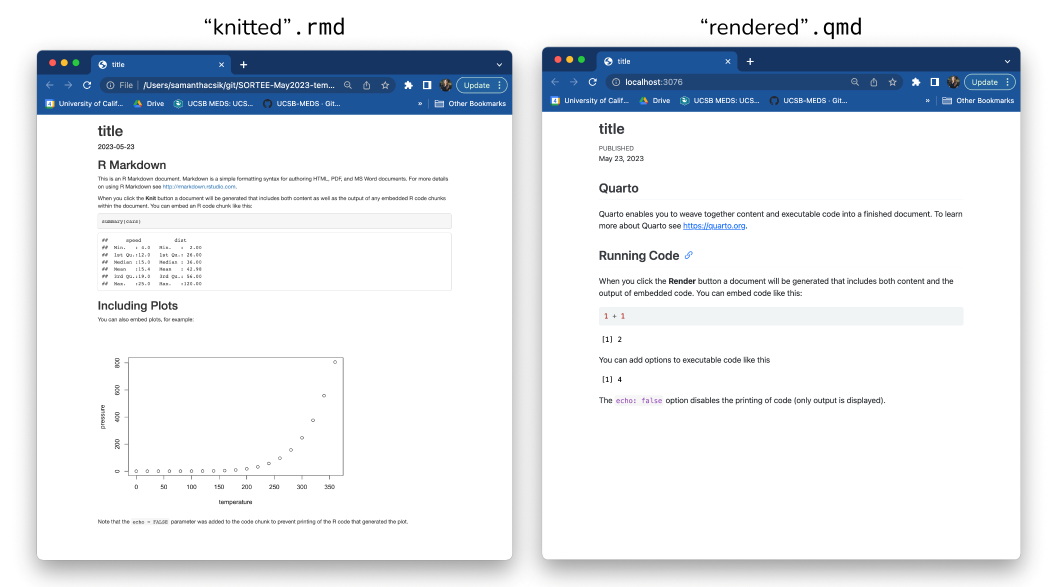 “knitted”.rmd
title
File | /Users/samanthacsik/git/SORTEE-May2023-tem... Update
University of Calif... Drive UCSB MEDS: UCS... UCSB-MEDS · Git... » Other Bookmarks
title
2023-05-23
R Markdown
This is an R Markdown document. Markdown is a simple formatting syntax for authoring HTML, PDF, and MS Word documents. For more details
on using R Markdown see http://rmarkdown.rstudio.com.
When you click the Knit button a document will be generated that includes both content as well as the output of any embedded R code chunks
within the document. You can embed an R code chunk like this:
summary(cars)
## speed dist
## Min. : 4.0 Min. : 2.00
## 1st Qu.:12.0 1st Qu.: 26.00
## Median :15.0 Median : 36.00
## Mean :15.4 Mean : 42.98
## 3rd Qu.:19.0 3rd Qu.: 56.00
## Max. :25.0 Max. :120.00
Including Plots
You can also embed plots, for example:
800
600
400
200
0
pressure
0 50 100 150 200 250 300 350
temperature
Note that the echo = FALSE parameter was added to the code chunk to prevent printing of the R code that generated the plot.
“rendered”.qmd
title
localhost:3076 Update
University of Calif... Drive UCSB MEDS: UCS... UCSB-MEDS · Git... » Other Bookmarks
title
PUBLISHED
May 23, 2023
Quarto
Quarto enables you to weave together content and executable code into a finished document. To learn
more about Quarto see https://quarto.org.
Running Code
When you click the Render button a document will be generated that includes both content and the
output of embedded code. You can embed code like this:
1 + 1
[1] 2
You can add options to executable code like this
[1] 4
The echo: false option disables the printing of code (only output is displayed).